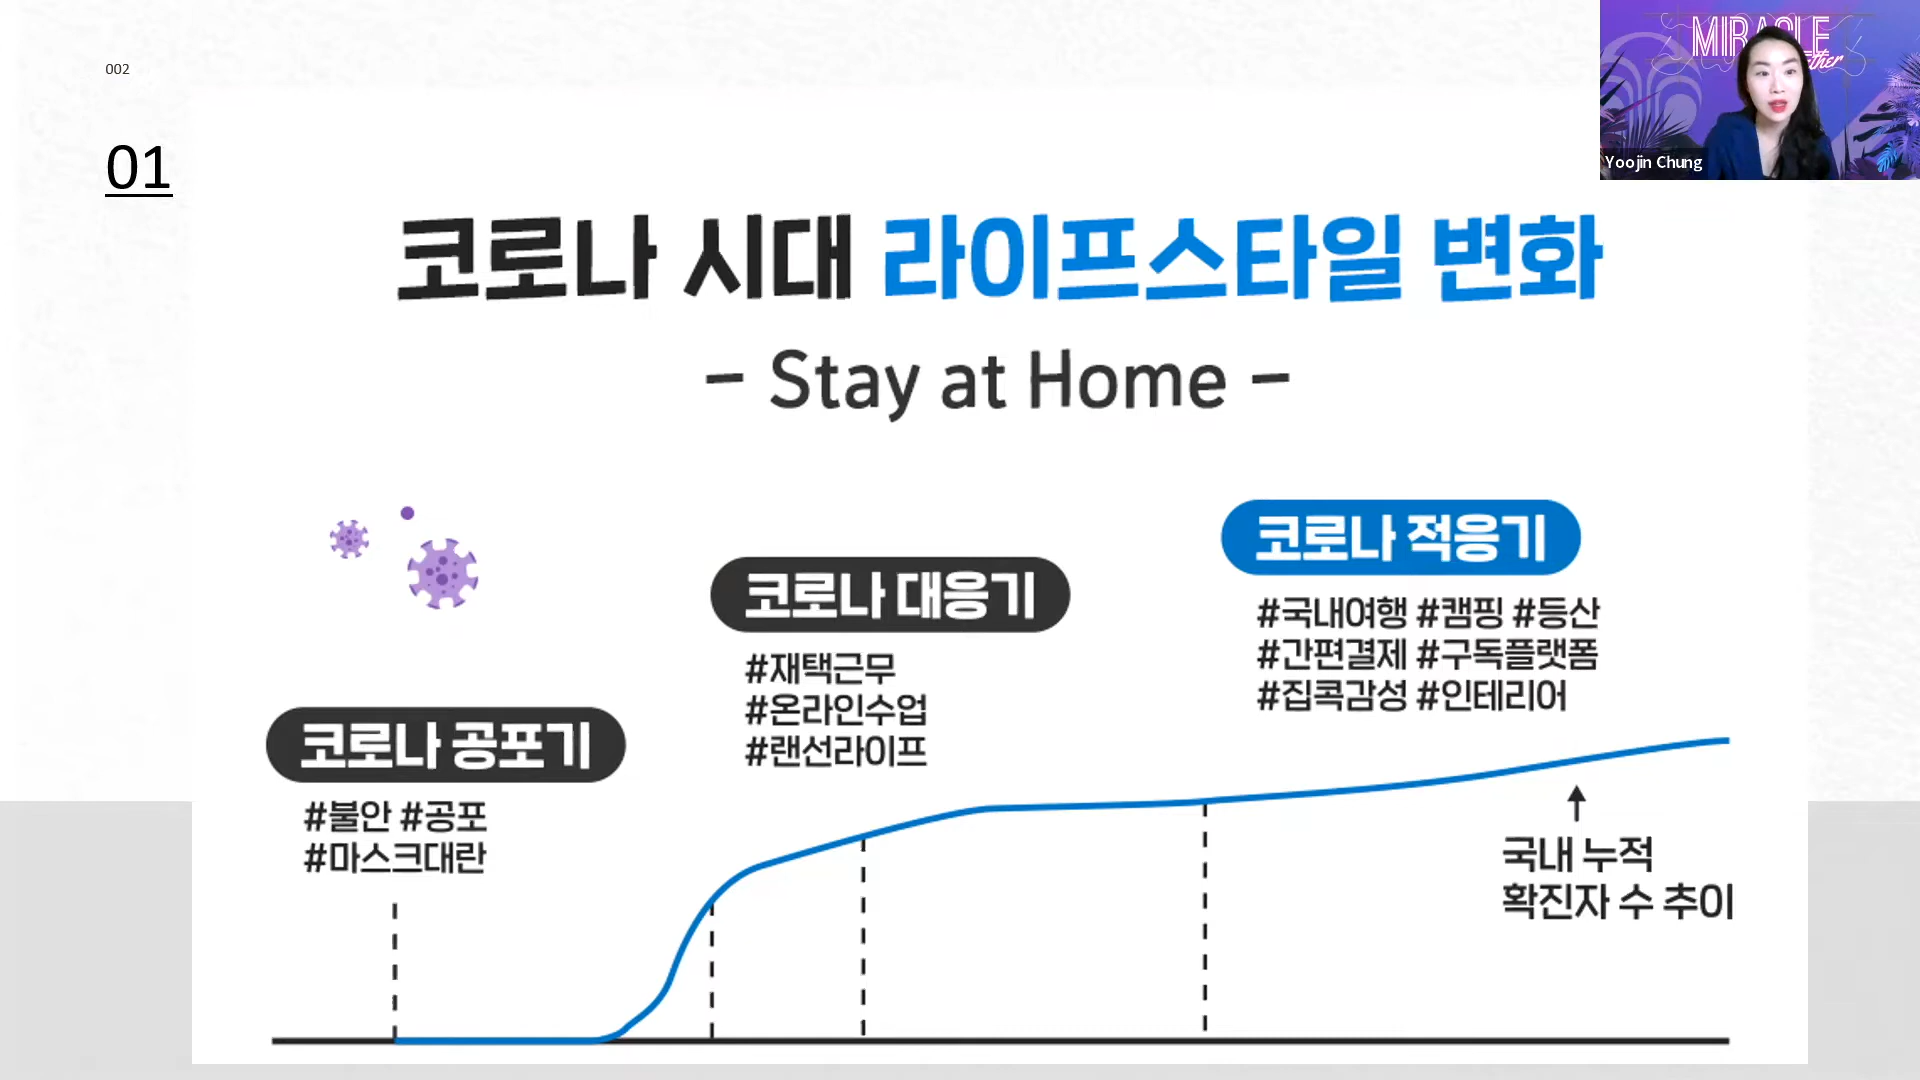 002
01
MIRACLE
Yoojin Chung
코로나 시대 라이프스타일 변화
- Stay at Home -
코로나 공포기
#불안 #공포
#마스크대란
코로나 대응기
#재택근무
#온라인수업
#랜선라이프
코로나 적응기
#국내여행 #캠핑 #등산
#간편결제 #구독플랫폼
#집콕감성 #인테리어
국내 누적
확진자 수 추이